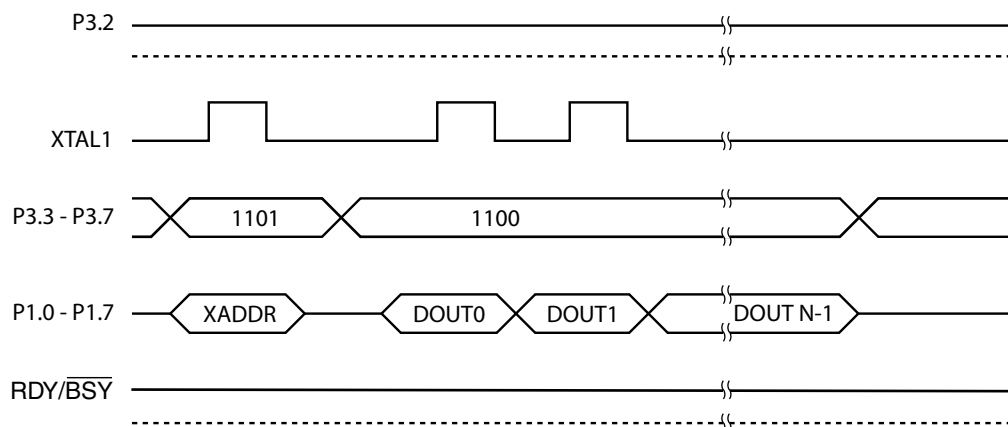 P3.2
XTAL1
P3.3 - P3.7 1101 1100
P1.0 - P1.7 XADDR DOUT0 DOUT1 DOUT N-1
RDY/B̅S̅Y̅